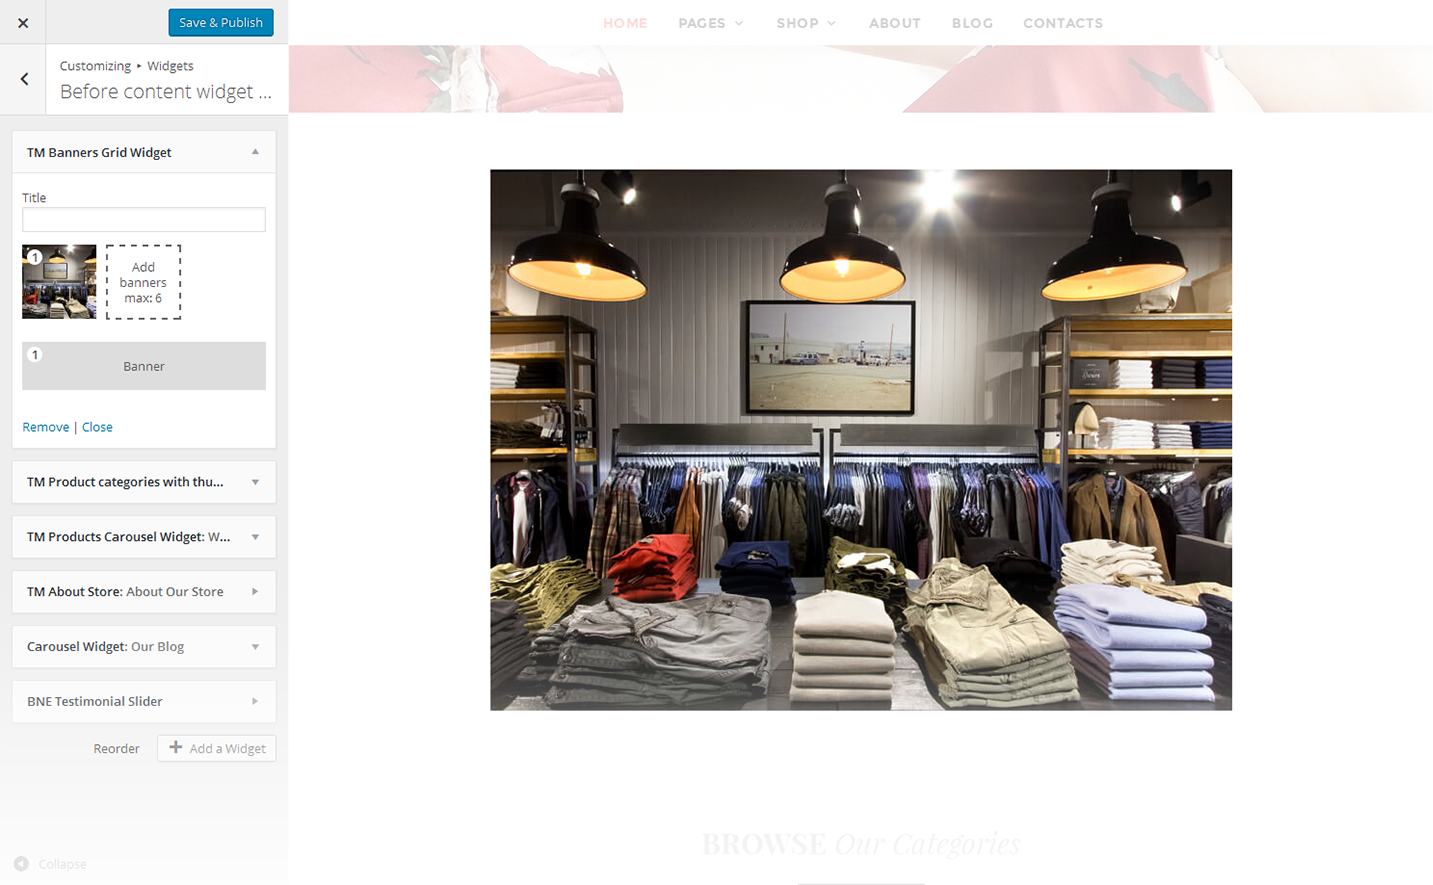 Save & Publish
Customizing ▸ Widgets
Before content widget ...
TM Banners Grid Widget
Title
1
Add
banners
max: 6
1
Banner
Remove | Close
TM Product categories with thu...
TM Products Carousel Widget: W...
TM About Store: About Our Store
Carousel Widget: Our Blog
BNE Testimonial Slider
Reorder
Add a Widget
Collapse
HOME PAGES SHOP ABOUT BLOG CONTACTS
BROWSE Our Categories